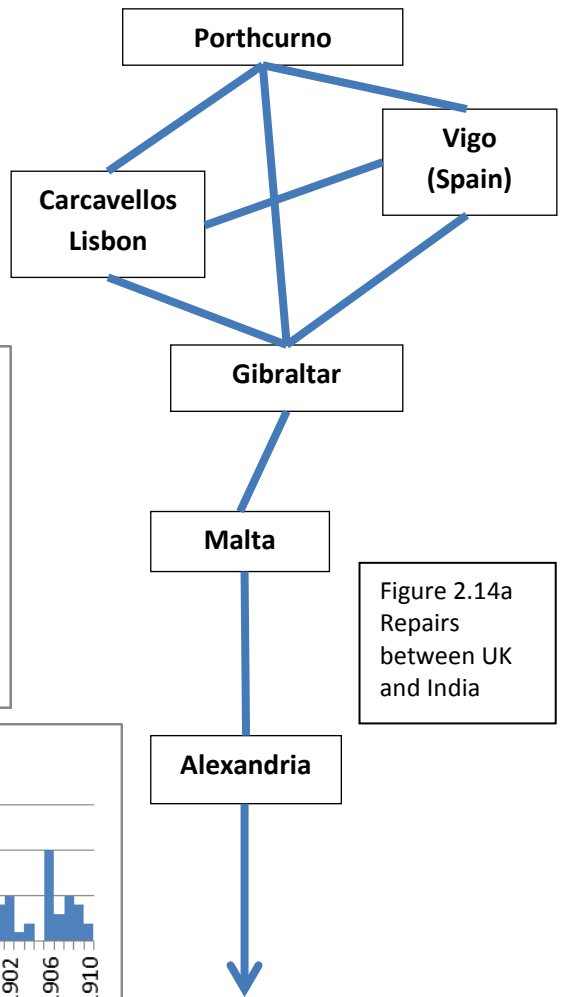 Porthcurno
Vigo
(Spain)
Carcavellos
Lisbon
Gibraltar
Malta
Figure 2.14a
Repairs
between UK
and India
Alexandria
902
906
910